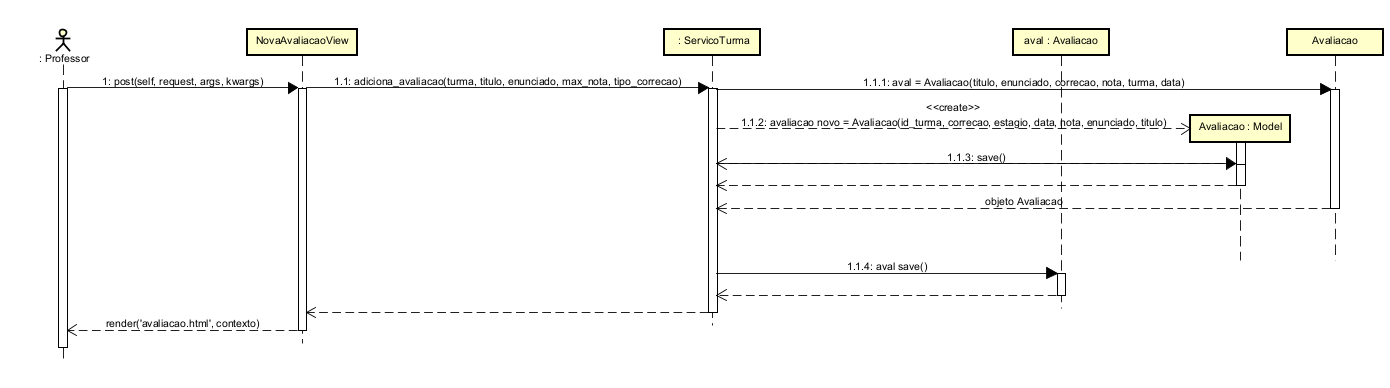 : Professor
NovaAvaliacaoView
: ServicoTurma
aval : Avaliacao
Avaliacao
1: post(self, request, args, kwargs)
1.1: adiciona_avaliacao(turma, titulo, enunciado, max_nota, tipo_correcao)
1.1.1: aval = Avaliacao(titulo, enunciado, correcao, nota, turma, data)
<<create>>
1.1.2: avaliacao novo = Avaliacao(id_turma, correcao, estagio, data, nota, enunciado, titulo)
Avaliacao : Model
1.1.3: save()
objeto Avaliacao
1.1.4: aval save()
render('avaliacao.html', contexto)